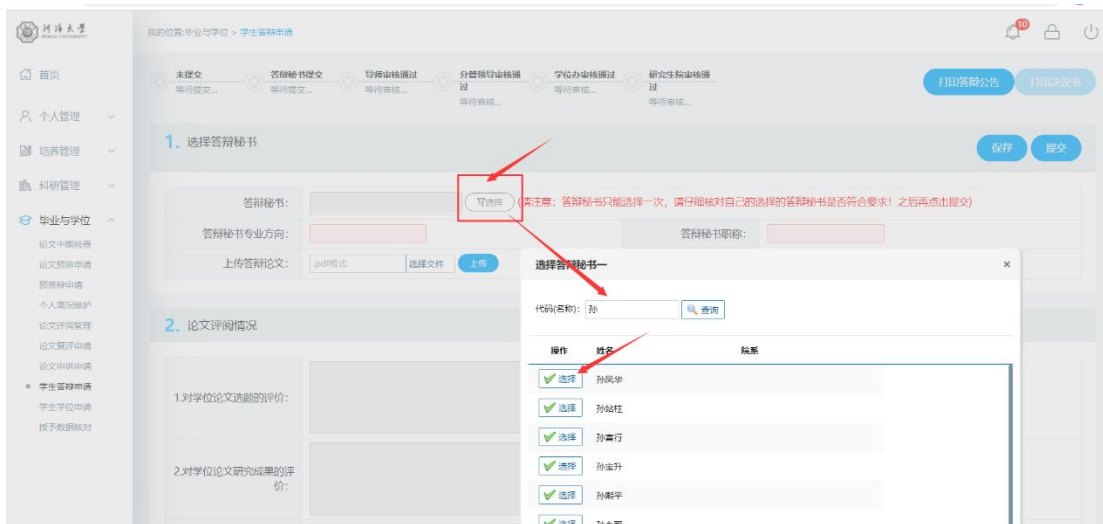 河海大学
HOHAI UNIVERSITY
我的位置:毕业与学位 > 学生答辩申请
10
首页
个人管理
培养管理
科研管理
毕业与学位
论文中期检查
论文预审申请
预答辩申请
个人简况维护
论文评阅管理
论文复评申请
论文申诉申请
学生答辩申请
学生学位申请
授予数据核对
未提交
等待提交...
答辩秘书提交
等待提交...
导师审核通过
等待审核...
分管领导审核通
过
等待审核...
学位办审核通过
等待审核...
研究生院审核通
过
等待审核...
打印答辩公告
打印决议书
1. 选择答辩秘书
保存
提交
答辩秘书:
选择
(请注意：答辩秘书只能选择一次，请仔细核对自己的选择的答辩秘书是否符合要求！之后再点击提交)
答辩秘书专业方向:
答辩秘书职称:
上传答辩论文:
.pdf格式
选择文件
上传
2. 论文评阅情况
1.对学位论文选题的评价:
2.对学位论文研究成果的评
价:
选择答辩秘书一
×
代码(名称):
孙
查询
操作 姓名 院系
选择 孙凤华
选择 孙站柱
选择 孙富行
选择 孙宝升
选择 孙熙平
选择